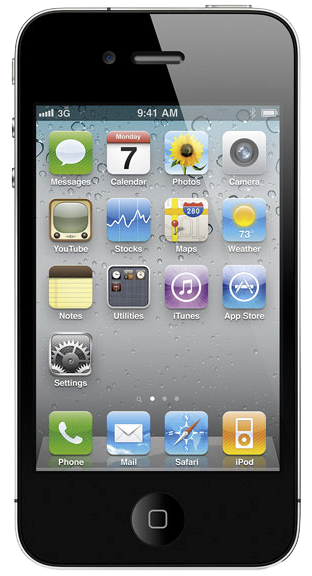 3G 9:41 AM
Monday
7
280
73°
Messages Calendar Photos Camera
YouTube Stocks Maps Weather
Notes Utilities iTunes App Store
Settings
Phone Mail Safari iPod